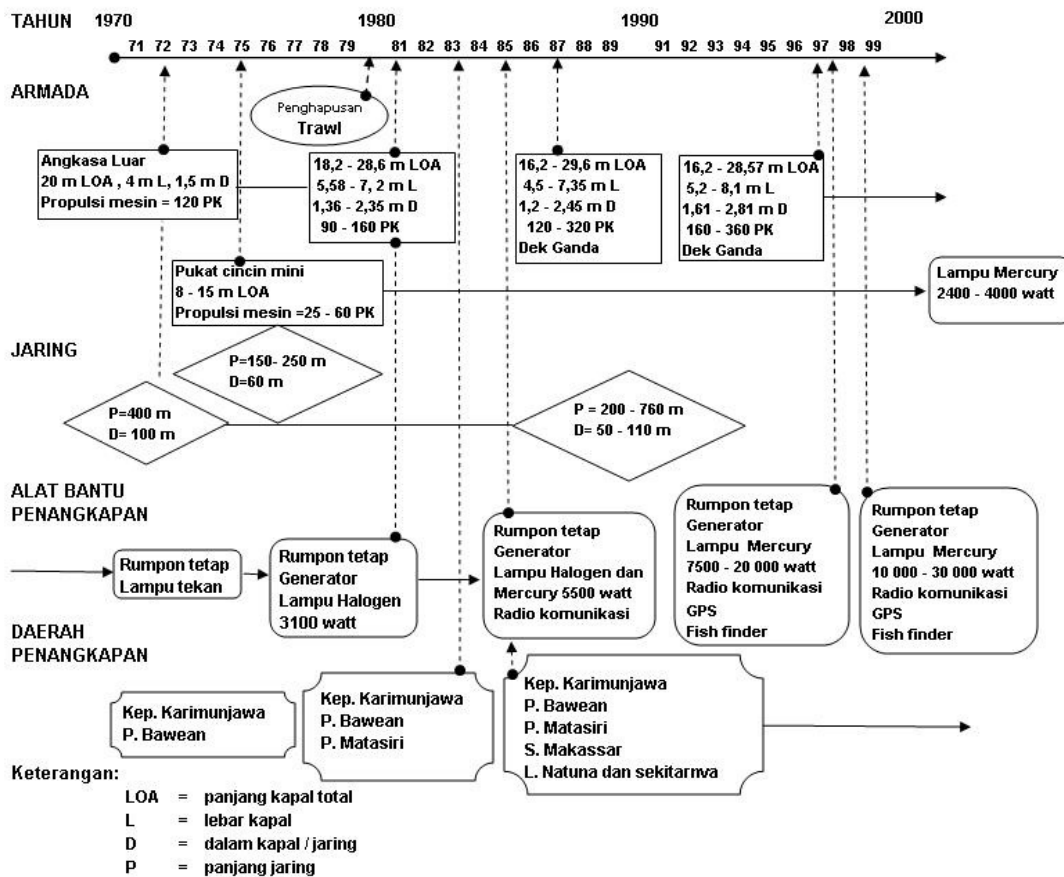 TAHUN 1970 1980 1990 2000
71 72 73 74 75 76 77 78 79 81 82 83 84 85 86 87 88 89 91 92 93 94 95 96 97 98 99
ARMADA
Penghapusan
Trawl
Angkasa Luar
20 m LOA , 4 m L, 1,5 m D
Propulsi mesin = 120 PK
18,2 - 28,6 m LOA
5,58 - 7, 2 m L
1,36 - 2,35 m D
90 - 160 PK
16,2 - 29,6 m LOA
4,5 - 7,35 m L
1,2 - 2,45 m D
120 - 320 PK
Dek Ganda
16,2 - 28,57 m LOA
5,2 - 8,1 m L
1,61 - 2,81 m D
160 - 360 PK
Dek Ganda
Pukat cincin mini
8 - 15 m LOA
Propulsi mesin =25 - 60 PK
Lampu Mercury
2400 - 4000 watt
JARING
P=150- 250 m
D=60 m
P=400 m
D= 100 m
P = 200 - 760 m
D= 50 - 110 m
ALAT BANTU
PENANGKAPAN
Rumpon tetap
Lampu tekan
Rumpon tetap
Generator
Lampu Halogen
3100 watt
Rumpon tetap
Generator
Lampu Halogen dan
Mercury 5500 watt
Radio komunikasi
Rumpon tetap
Generator
Lampu Mercury
7500 - 20 000 watt
Radio komunikasi
GPS
Fish finder
Rumpon tetap
Generator
Lampu Mercury
10 000 - 30 000 watt
Radio komunikasi
GPS
Fish finder
DAERAH
PENANGKAPAN
Kep. Karimunjawa
P. Bawean
Kep. Karimunjawa
P. Bawean
P. Matasiri
Kep. Karimunjawa
P. Bawean
P. Matasiri
S. Makassar
L. Natuna dan sekitarnya
Keterangan:
LOA = panjang kapal total
L = lebar kapal
D = dalam kapal / jaring
P = panjang jaring